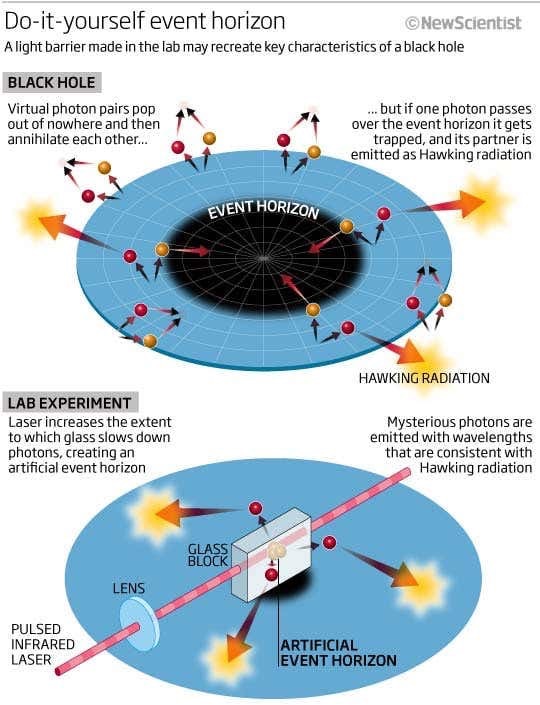 Do-it-yourself event horizon
©NewScientist
A light barrier made in the lab may recreate key characteristics of a black hole
BLACK HOLE
Virtual photon pairs pop
out of nowhere and then
annihilate each other...
... but if one photon passes
over the event horizon it gets
trapped, and its partner is
emitted as Hawking radiation
EVENT HORIZON
HAWKING RADIATION
LAB EXPERIMENT
Laser increases the extent
to which glass slows down
photons, creating an
artificial event horizon
Mysterious photons are
emitted with wavelengths
that are consistent with
Hawking radiation
GLASS
BLOCK
LENS
PULSED
INFRARED
LASER
ARTIFICIAL
EVENT HORIZON